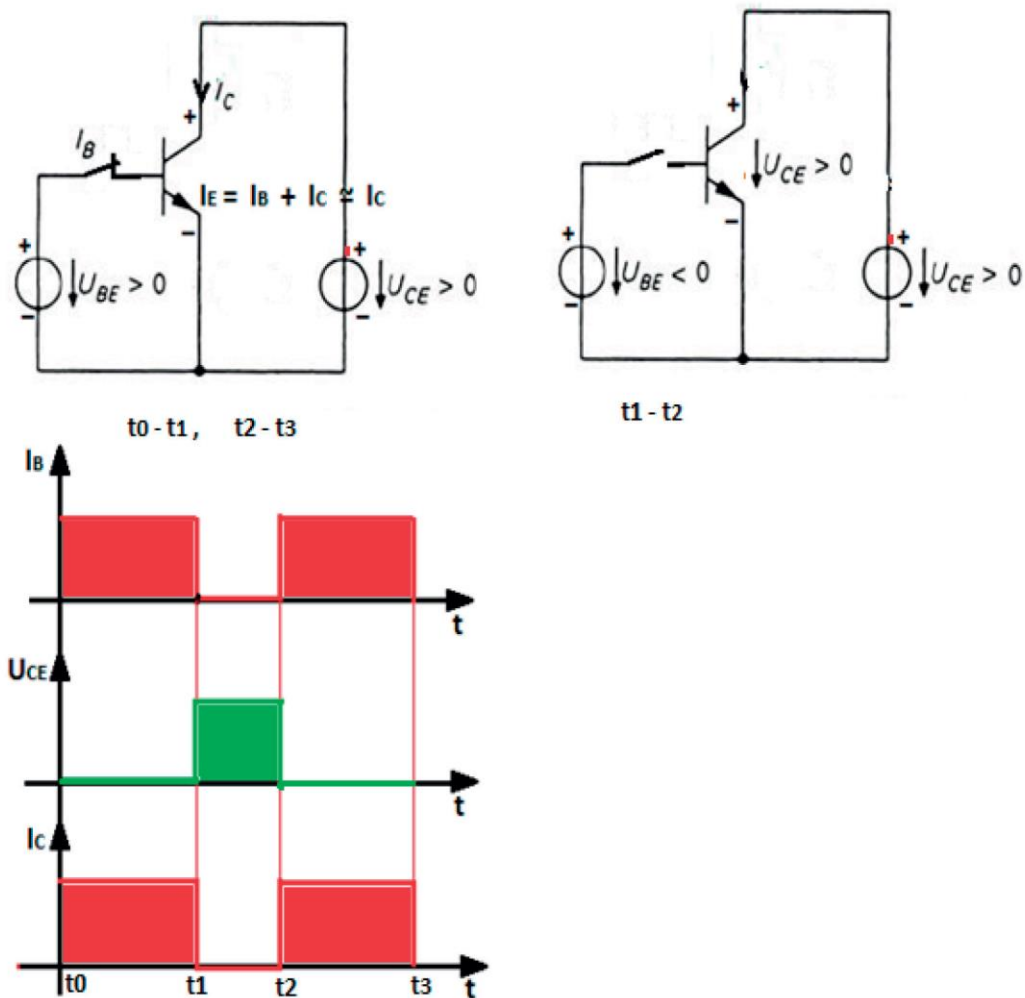 I_C
+
I_B
I_E = I_B + I_C ≈ I_C
−
+
U_BE > 0
−
+
U_CE > 0
−
t0 - t1 , t2 - t3
+
U_CE > 0
−
+
U_BE < 0
−
+
U_CE > 0
−
t1 - t2
I_B
t
U_CE
t
I_C
t0 t1 t2 t3 t